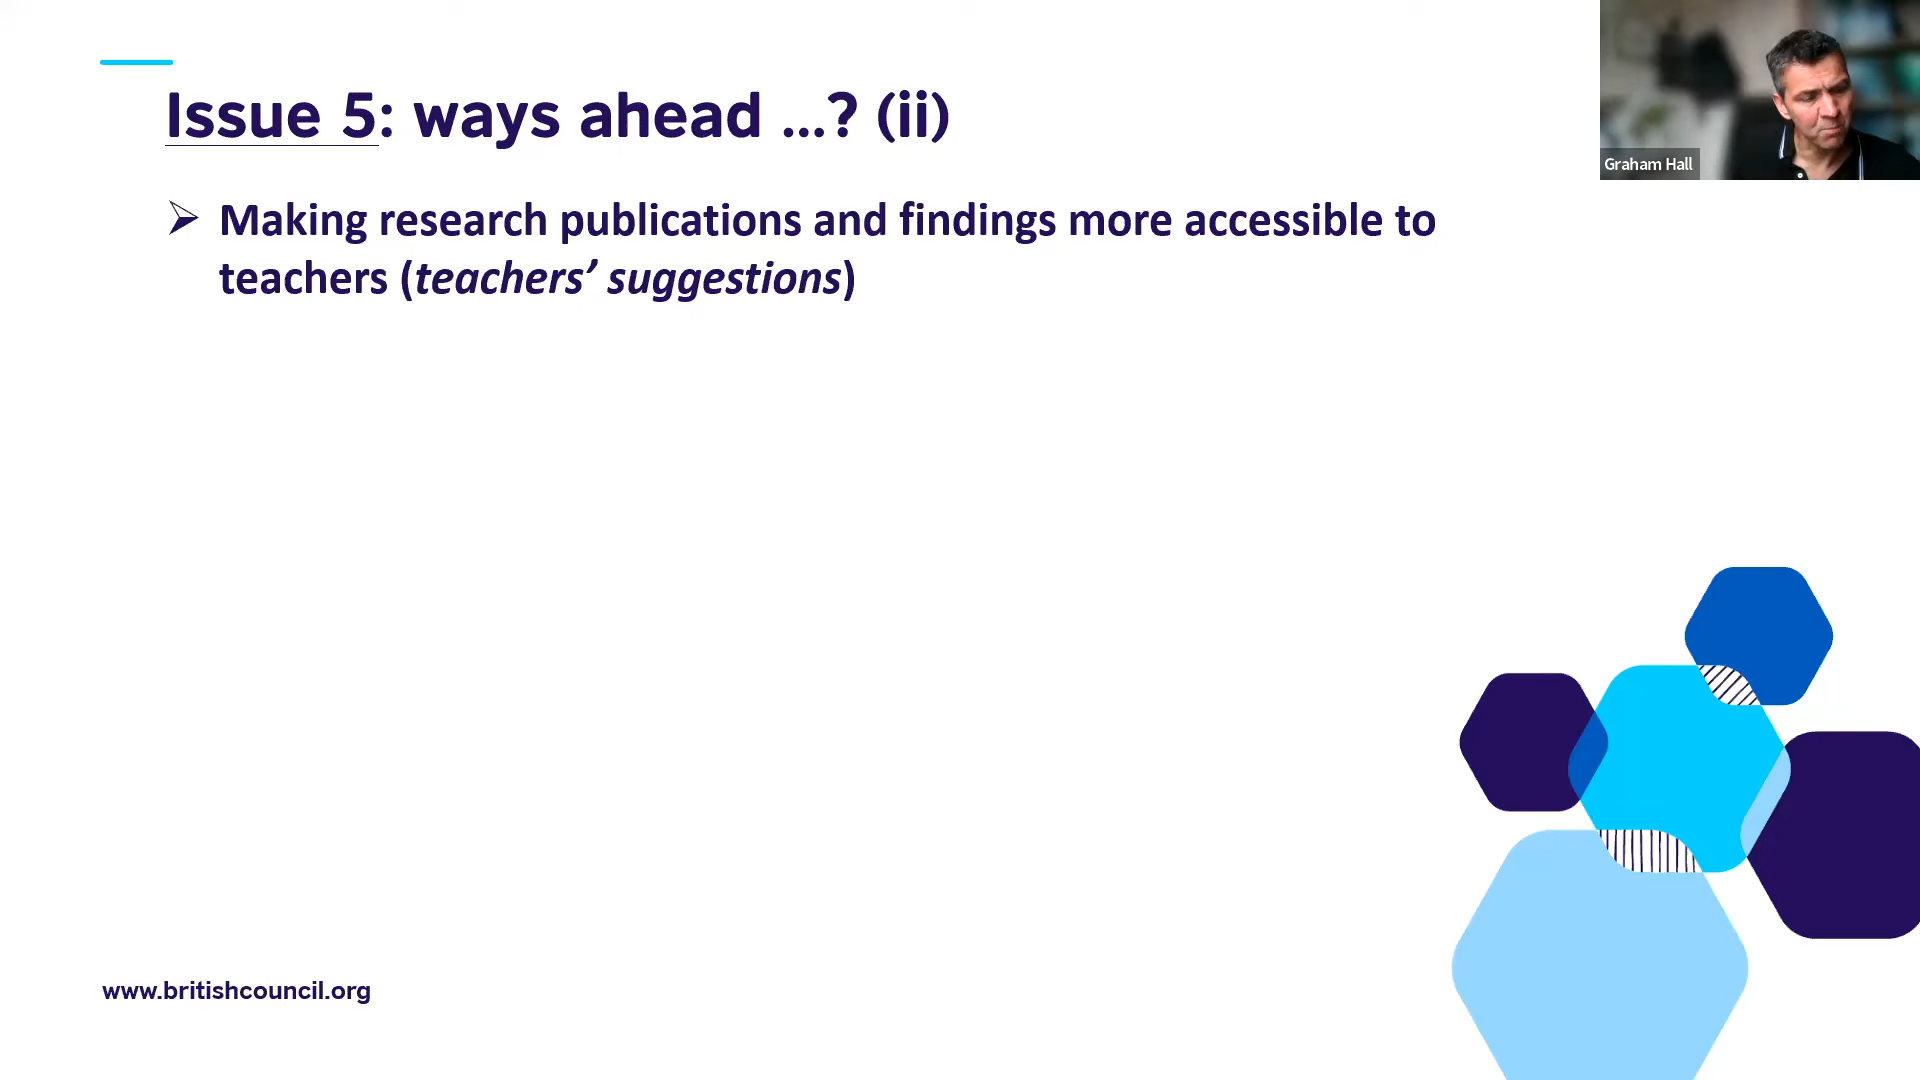 Issue 5: ways ahead ...? (ii)
Graham Hall
➢ Making research publications and findings more accessible to
teachers (teachers’ suggestions)
www.britishcouncil.org